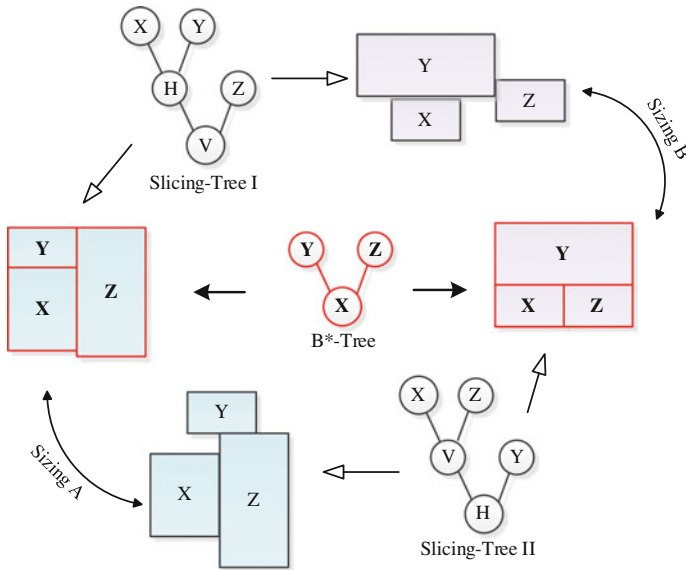 X Y
H Z
V
Slicing-Tree I
Y
X Z
Sizing B
Y
X Z
Y Z
X
B*-Tree
Y
X Z
Sizing A
Y
X Z
X Z
V Y
H
Slicing-Tree II